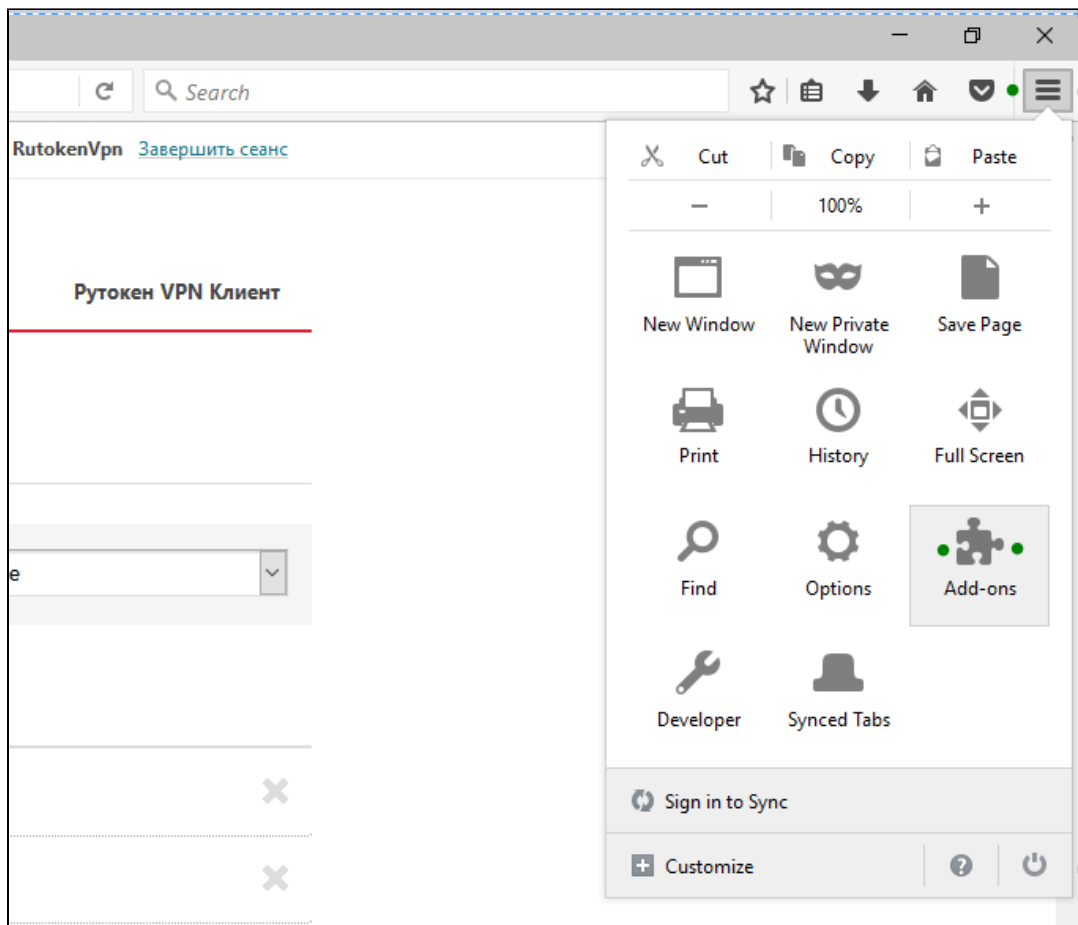 Search
RutokenVpn Завершить сеанс
Cut Copy Paste
100%
Рутокен VPN Клиент
New Window New Private Window Save Page
Print History Full Screen
e
Find Options Add-ons
Developer Synced Tabs
Sign in to Sync
Customize